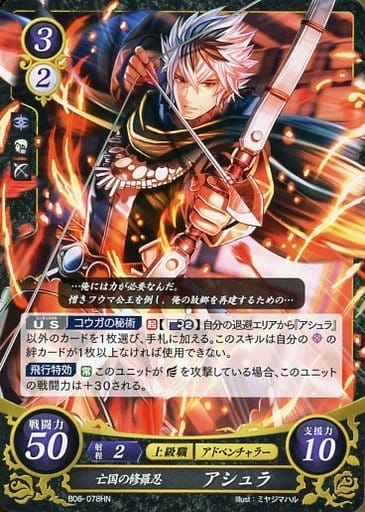 3
2
…俺には力が必要なんだ。
憎きフウマ公王を倒し、俺の故郷を再建するための…
US コウガの秘術 起【2】自分の退避エリアから『アシュラ』
以外のカードを1枚選び、手札に加える。このスキルは自分の
絆カードが1枚以上なければ使用できない。
飛行特効 常 このユニットが を攻撃している場合、このユニット
の戦闘力は+30される。
戦闘力
50
射程 2
上級職
アドベンチャラー
支援力
10
亡国の修羅忍 アシュラ
B06-078HN
Illust:ミヤジマハル